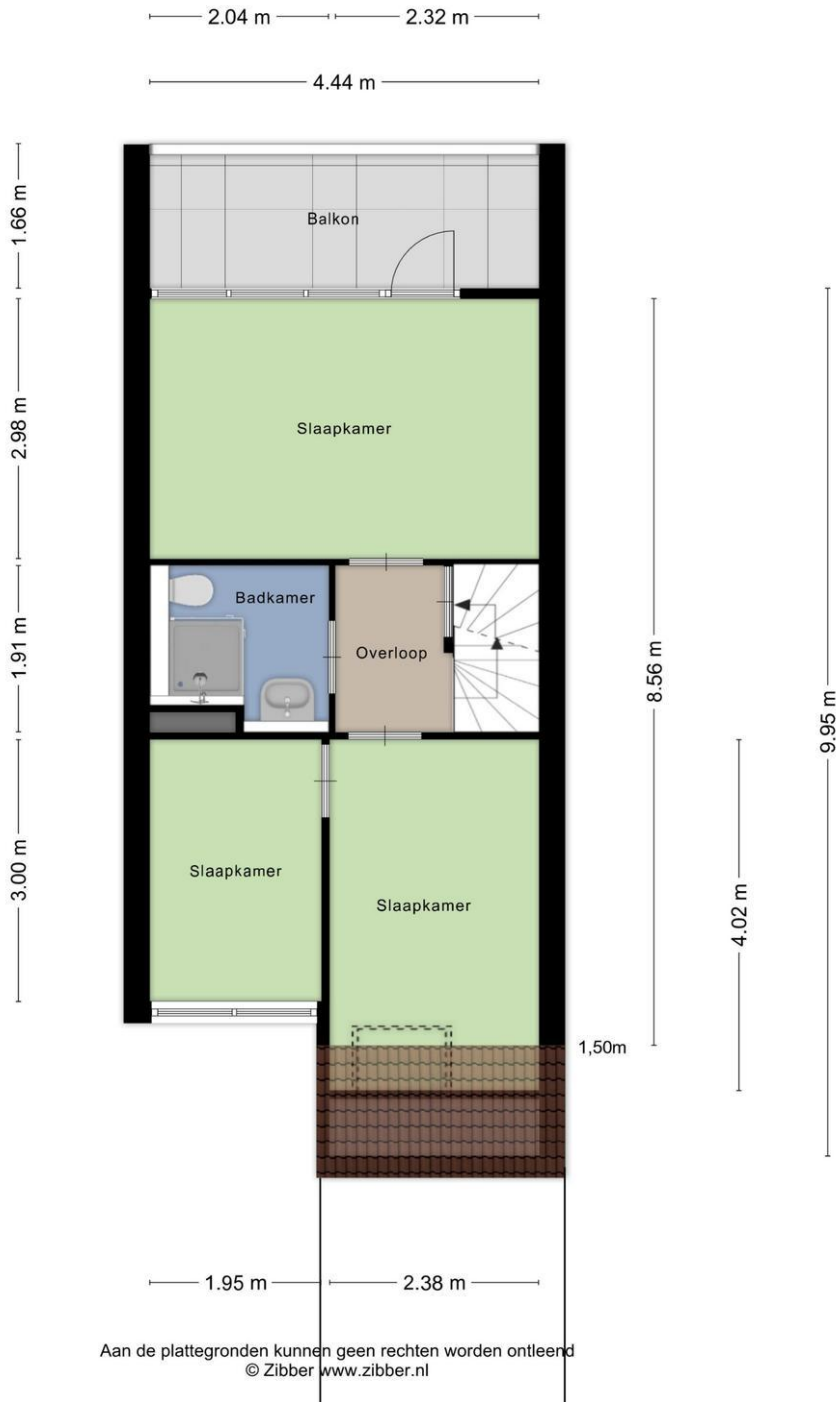 2.04 m 2.32 m
4.44 m
1.66 m
Balkon
2.98 m
Slaapkamer
1.91 m
Badkamer
Overloop
8.56 m
9.95 m
3.00 m
Slaapkamer
Slaapkamer
4.02 m
1,50m
1.95 m 2.38 m
Aan de plattegronden kunnen geen rechten worden ontleend
© Zibber www.zibber.nl